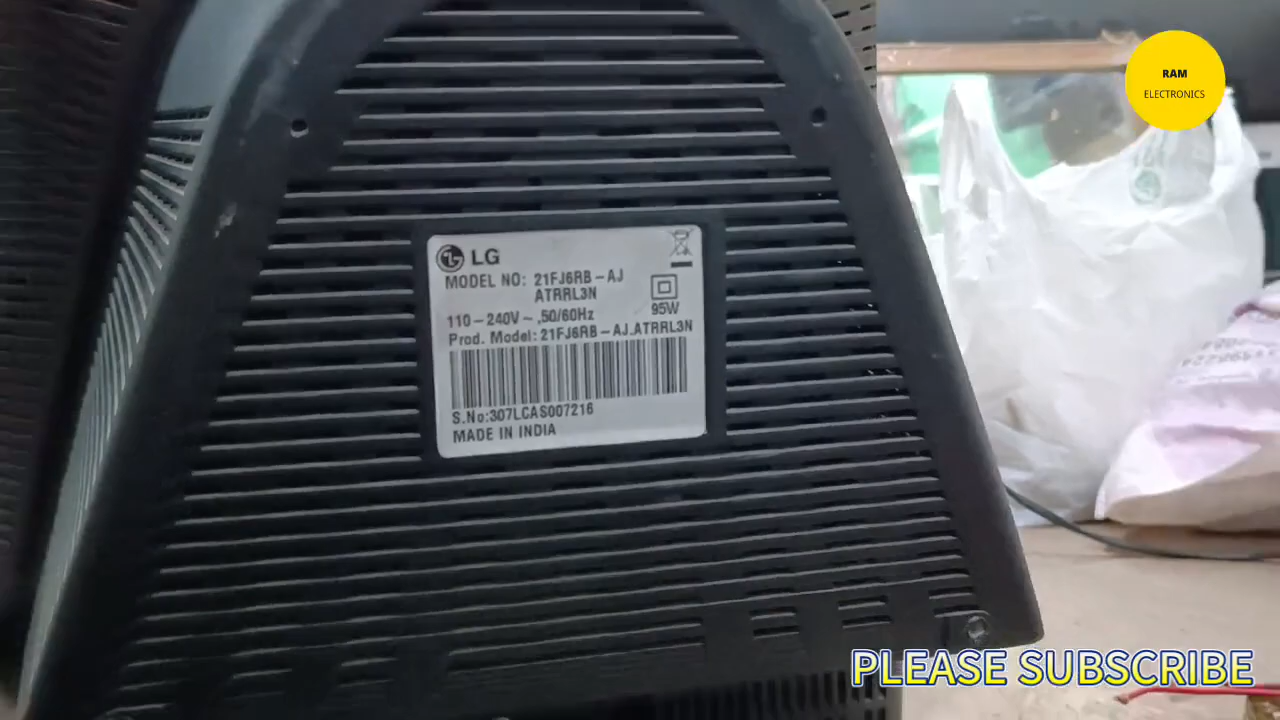 RAM
ELECTRONICS
LG
MODEL NO: 21FJ6RB-AJ
ATRRL3N
110-240V~ ,50/60Hz
95W
Prod. Model: 21FJ6RB-AJ.ATRRL3N
S.No:307LCAS007216
MADE IN INDIA
PLEASE SUBSCRIBE